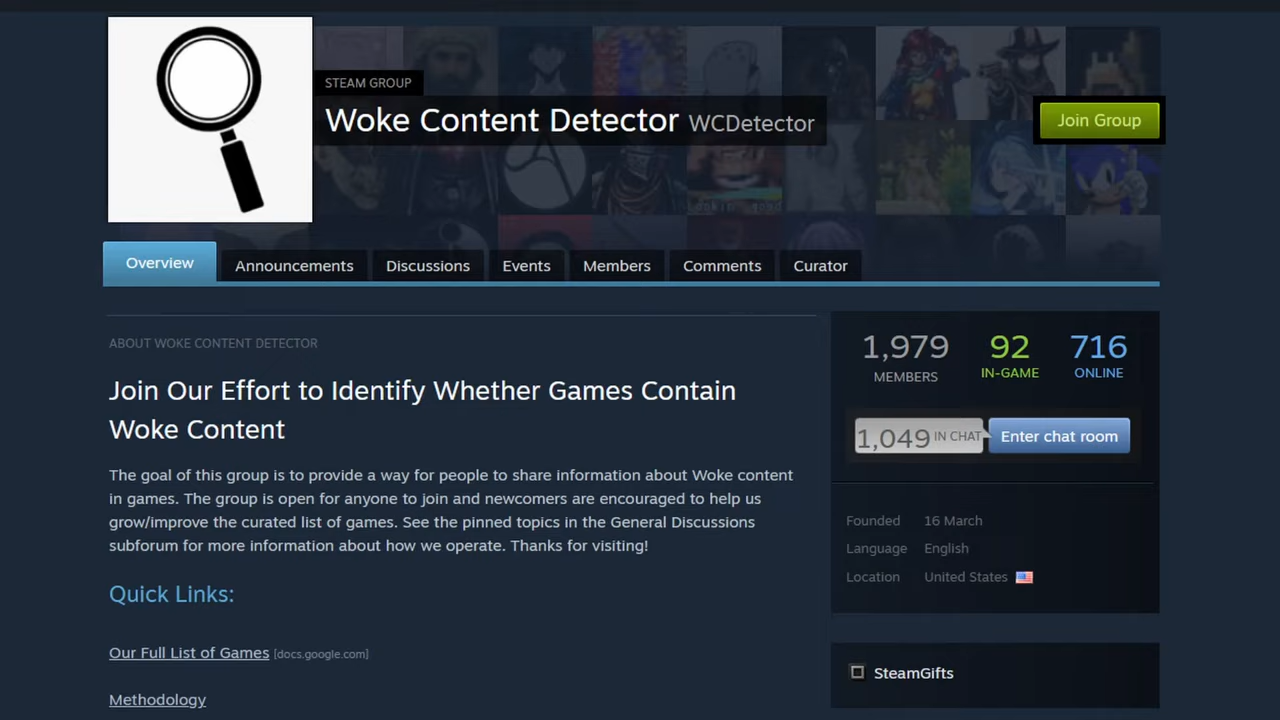 STEAM GROUP
Woke Content Detector WCDetector
Join Group
Lookin good
Overview
Announcements
Discussions
Events
Members
Comments
Curator
ABOUT WOKE CONTENT DETECTOR
Join Our Effort to Identify Whether Games Contain
Woke Content
The goal of this group is to provide a way for people to share information about Woke content
in games. The group is open for anyone to join and newcomers are encouraged to help us
grow/improve the curated list of games. See the pinned topics in the General Discussions
subforum for more information about how we operate. Thanks for visiting!
Quick Links:
Our Full List of Games [docs.google.com]
Methodology
1,979 92 716
MEMBERS IN-GAME ONLINE
1,049 IN CHAT Enter chat room
Founded 16 March
Language English
Location United States
SteamGifts